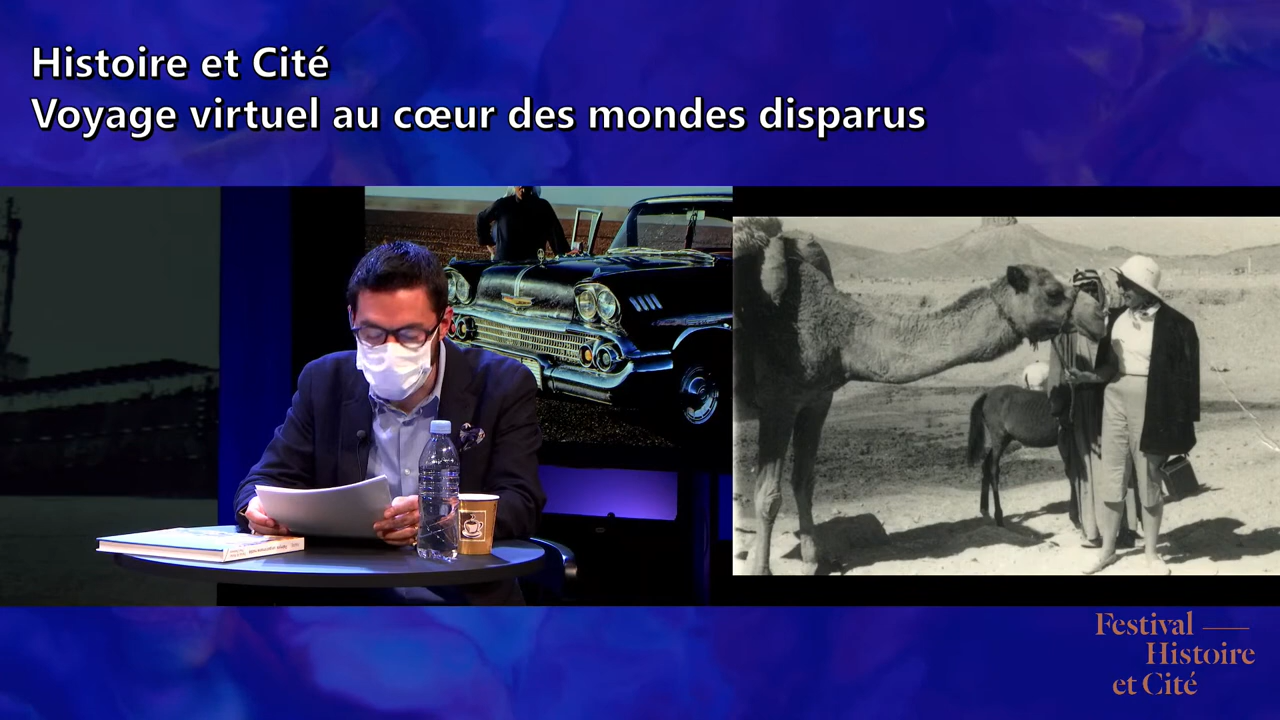 Histoire et Cité
Voyage virtuel au cœur des mondes disparus
Festival
Histoire
et Cité